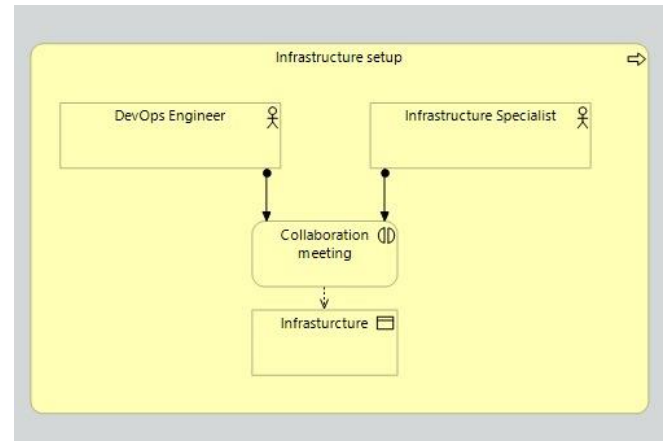 Infrastructure setup
DevOps Engineer
Infrastructure Specialist
Collaboration
meeting
Infrasturcture